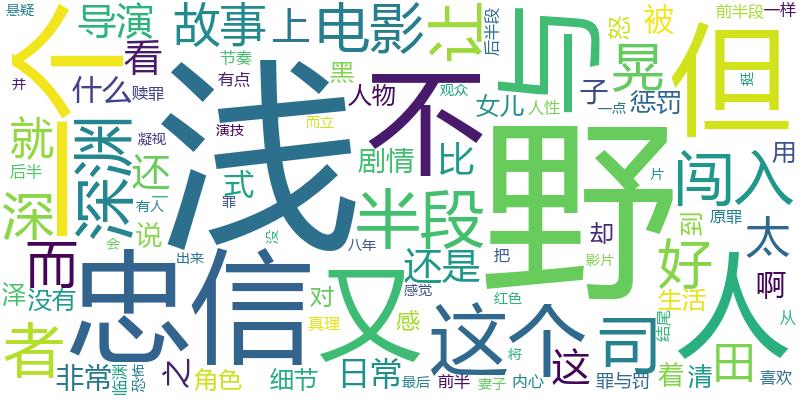 悬疑
导演
故事
上
电影
让
后半段
与
怒
被
前半段
一样
一个
看
节奏
浅
不
晃
但
什么
有点
黑
人物
观众
女儿
子
一点
惩罚
并
赎罪
人性
挺
就
深渊
凝视
演技
而立
剧情
比
野
闯入
用
后半
还
式
半段
片
深
说
有人
罪
到
原罪
太
而
一
会
没
八年
还是
把
却
好
人
忠信
出来
又
影片
啊
泽
没有
对
感觉
这个
红色
生活
者
真理
感
司
结尾
从
非常
临渊
恐怖
之
角色
细节
日常
最后
前半
妻子
将
内心
这
罪与罚
着
清
田
喜欢